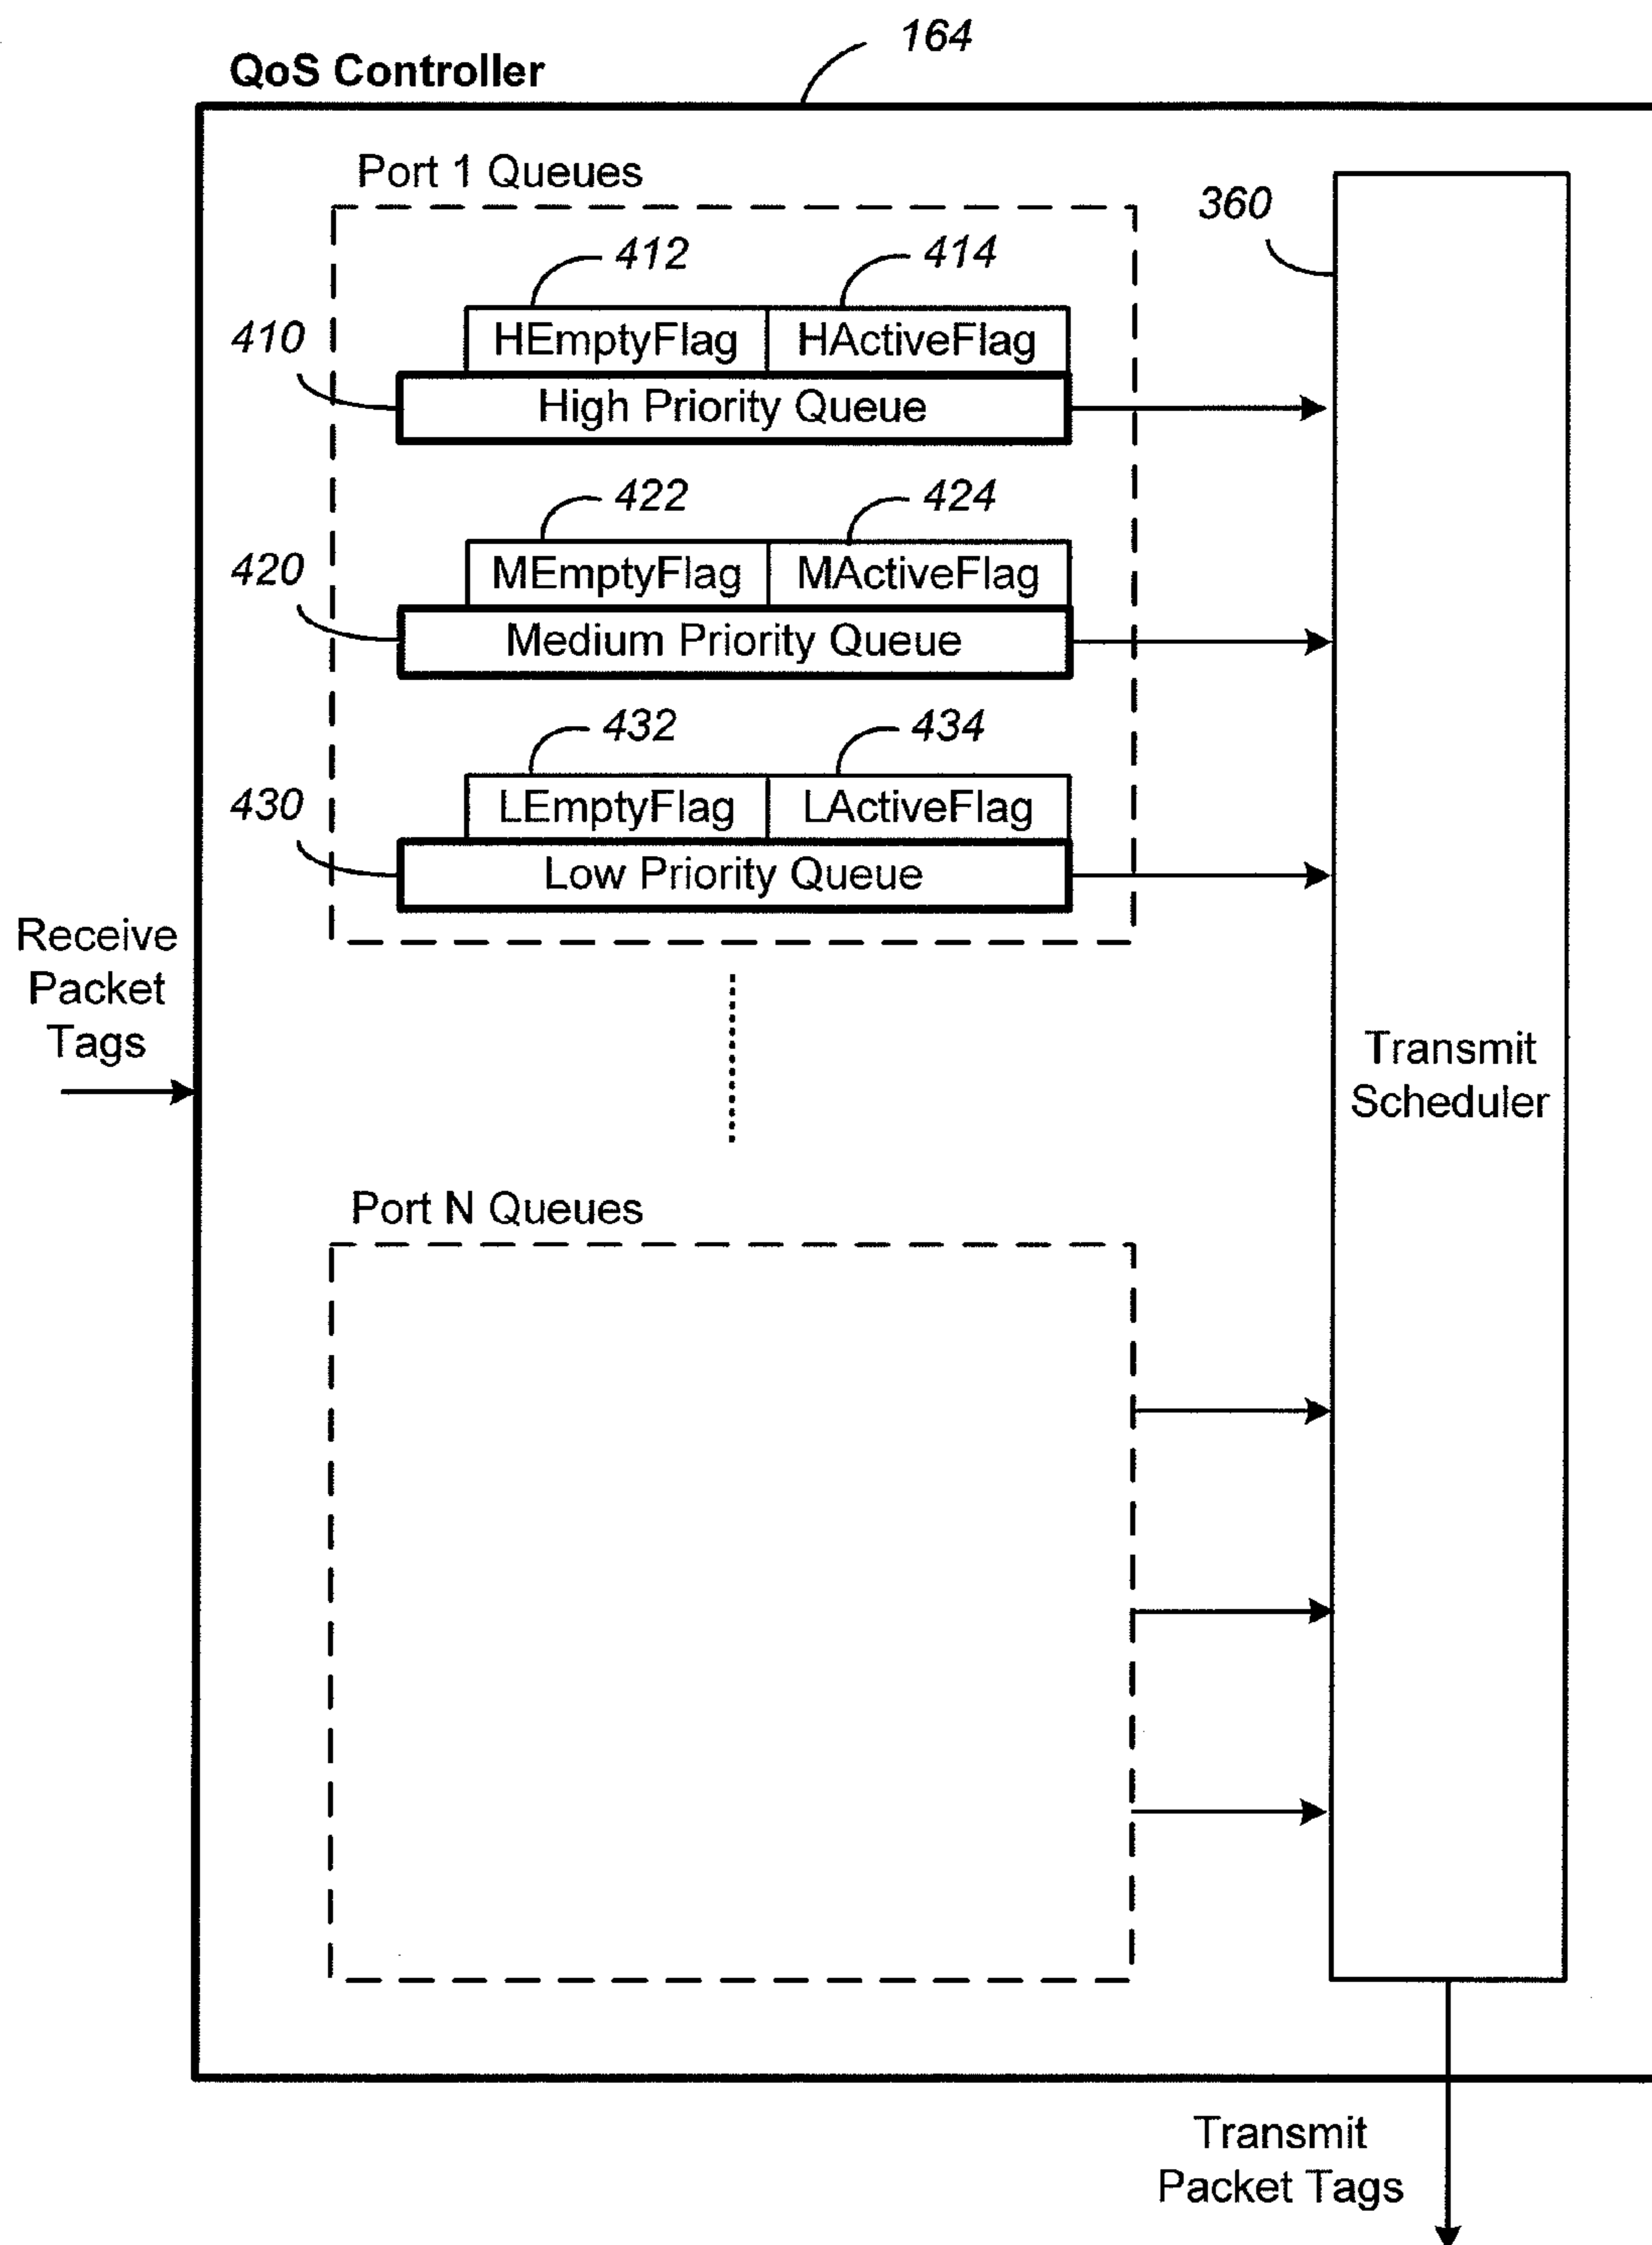 164
QoS Controller
Port 1 Queues
360
412
414
410
HEmptyFlag
HActiveFlag
High Priority Queue
422
424
420
MEmptyFlag
MActiveFlag
Medium Priority Queue
432
434
430
LEmptyFlag
LActiveFlag
Low Priority Queue
Receive
Packet
Tags
Transmit
Scheduler
Port N Queues
Transmit
Packet Tags